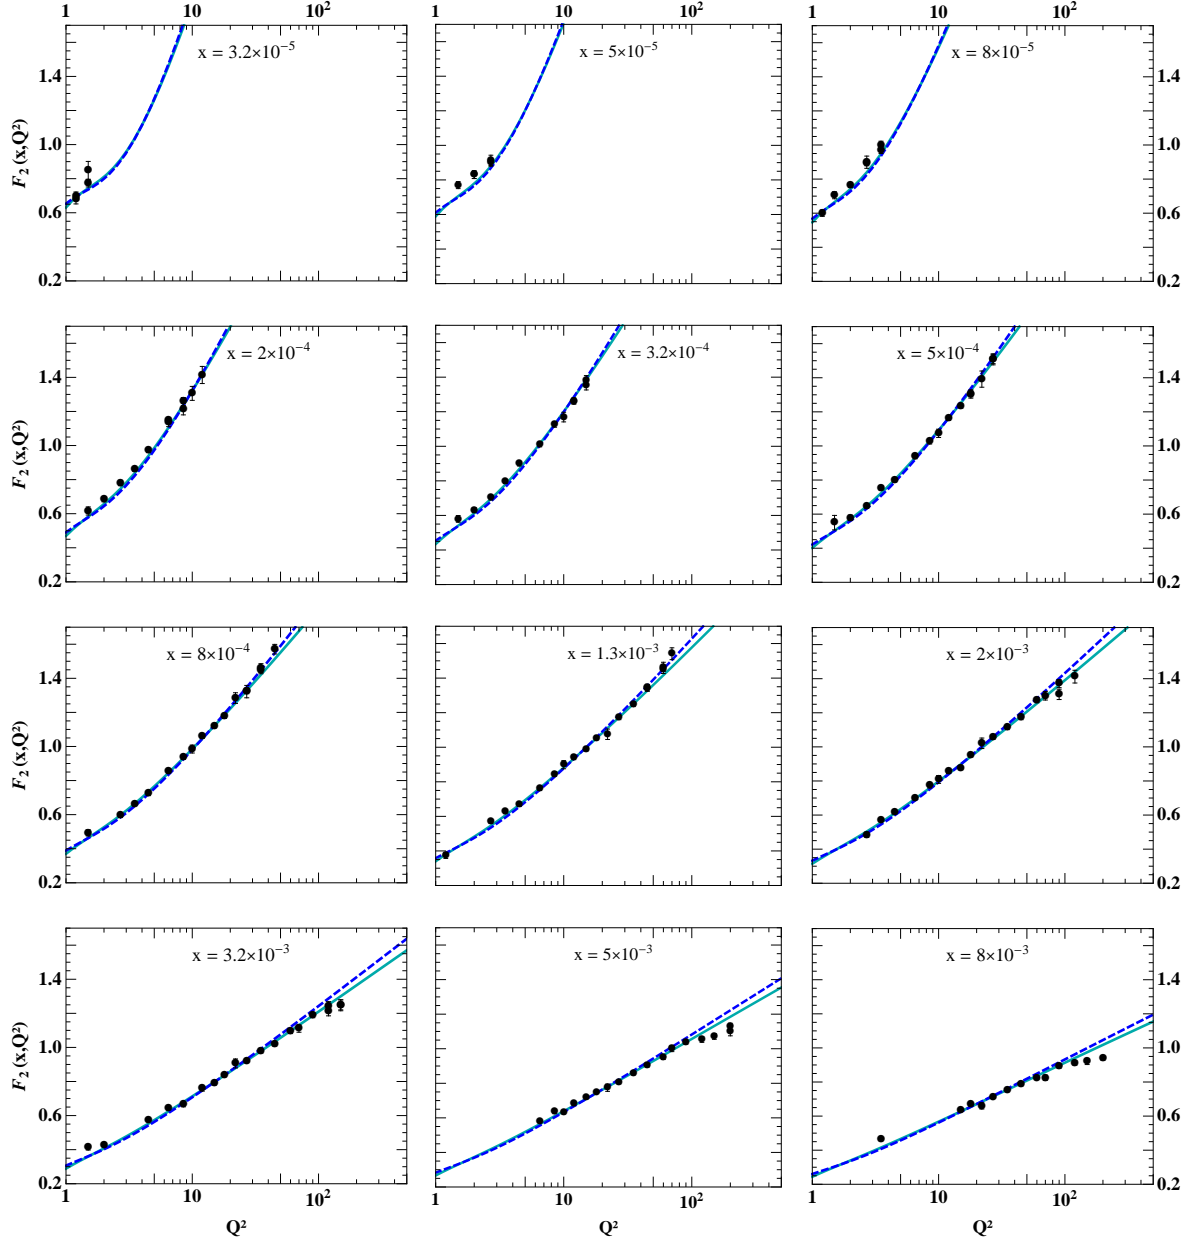 1 10 10² 1 10 10² 1 10 10²
x = 3.2×10⁻⁵ x = 5×10⁻⁵ x = 8×10⁻⁵
1.4 1.4
1.0 1.0
0.6 0.6
0.2 0.2
F₂ (x,Q²)
x = 2×10⁻⁴ x = 3.2×10⁻⁴ x = 5×10⁻⁴
1.4 1.4
1.0 1.0
0.6 0.6
0.2 0.2
F₂ (x,Q²)
x = 8×10⁻⁴ x = 1.3×10⁻³ x = 2×10⁻³
1.4 1.4
1.0 1.0
0.6 0.6
0.2 0.2
F₂ (x,Q²)
x = 3.2×10⁻³ x = 5×10⁻³ x = 8×10⁻³
1.4 1.4
1.0 1.0
0.6 0.6
0.2 0.2
F₂ (x,Q²)
1 10 10² 1 10 10² 1 10 10²
Q² Q² Q²